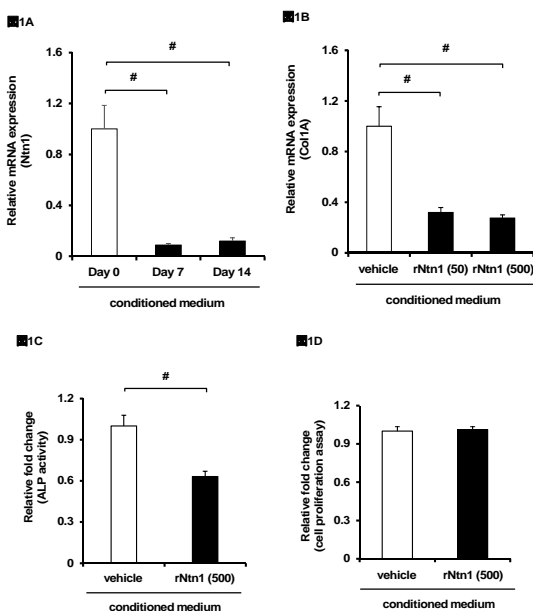 1A
Relative mRNA expression
(Ntn1)
1.6
1.2
0.8
0.4
0
#
#
Day 0 Day 7 Day 14
conditioned medium
1B
Relative mRNA expression
(Col1A)
1.6
1.2
0.8
0.4
0
#
#
vehicle rNtn1 (50) rNtn1 (500)
conditioned medium
1C
Relative fold change
(ALP activity)
1.2
0.9
0.6
0.3
0
#
vehicle rNtn1 (500)
conditioned medium
1D
Relative fold change
(cell proliferation assay)
1.2
0.9
0.6
0.3
0
vehicle rNtn1 (500)
conditioned medium